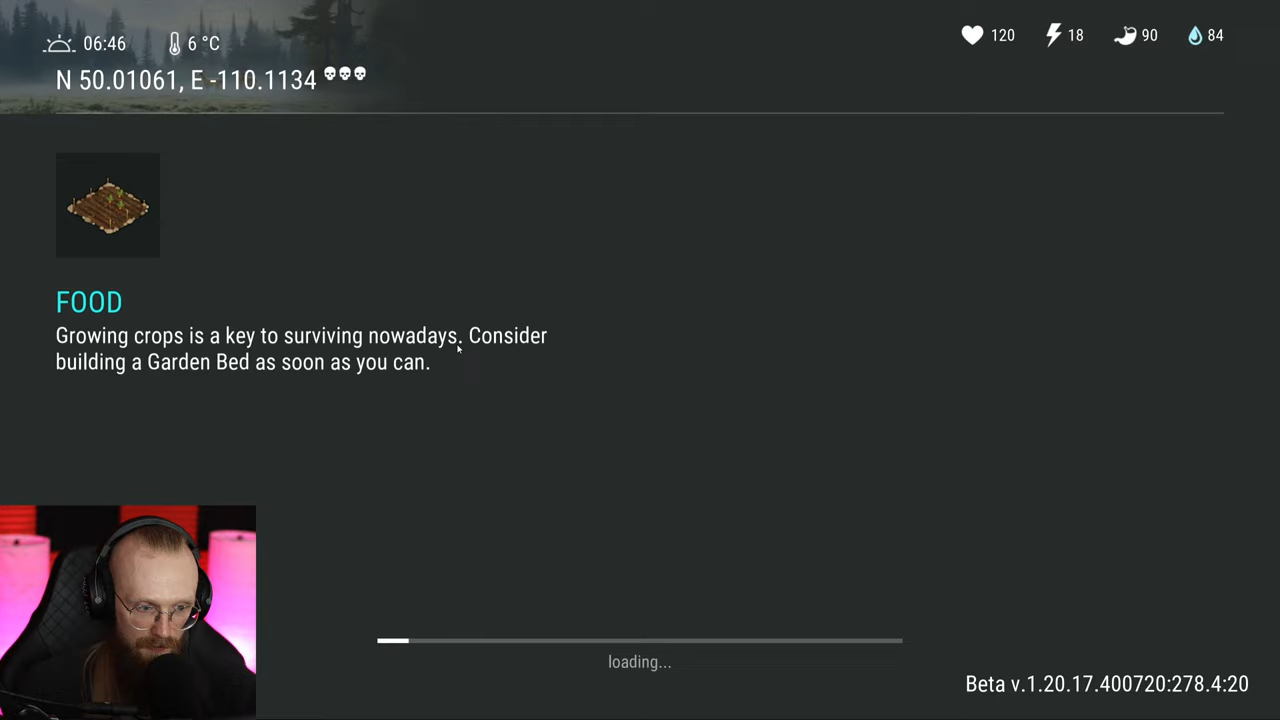 06:46 6 °C 120 18 90 84
N 50.01061, E -110.1134
FOOD
Growing crops is a key to surviving nowadays. Consider
building a Garden Bed as soon as you can.
loading...
Beta v.1.20.17.400720:278.4:20